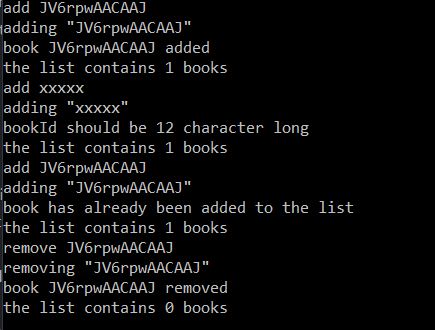 add JV6rpwAACAAJ
adding "JV6rpwAACAAJ"
book JV6rpwAACAAJ added
the list contains 1 books
add xxxxx
adding "xxxxx"
bookId should be 12 character long
the list contains 1 books
add JV6rpwAACAAJ
adding "JV6rpwAACAAJ"
book has already been added to the list
the list contains 1 books
remove JV6rpwAACAAJ
removing "JV6rpwAACAAJ"
book JV6rpwAACAAJ removed
the list contains 0 books